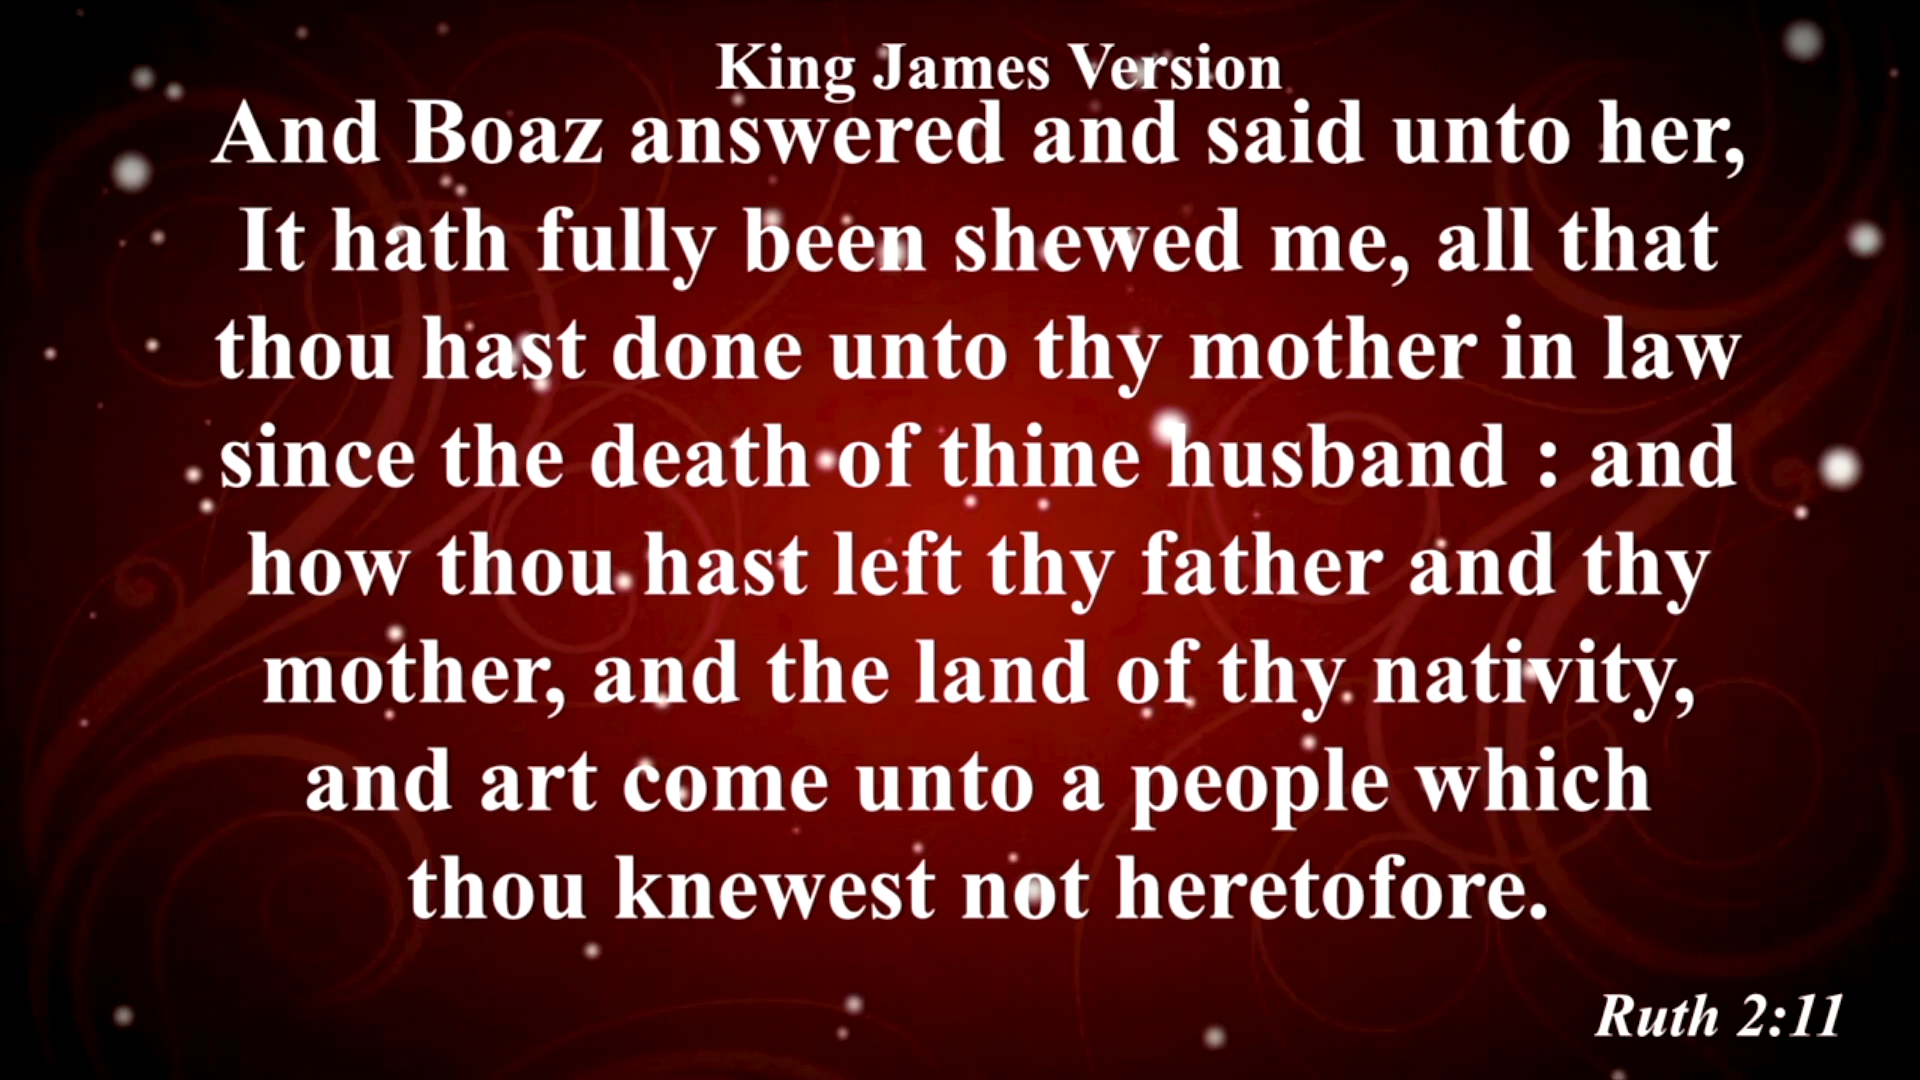 King James Version
And Boaz answered and said unto her,
It hath fully been shewed me, all that
thou hast done unto thy mother in law
since the death of thine husband : and
how thou hast left thy father and thy
mother, and the land of thy nativity,
and art come unto a people which
thou knewest not heretofore.
Ruth 2:11